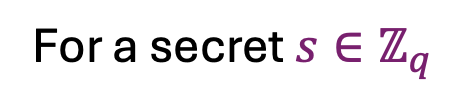 For a secret s ∈ ℤ_q